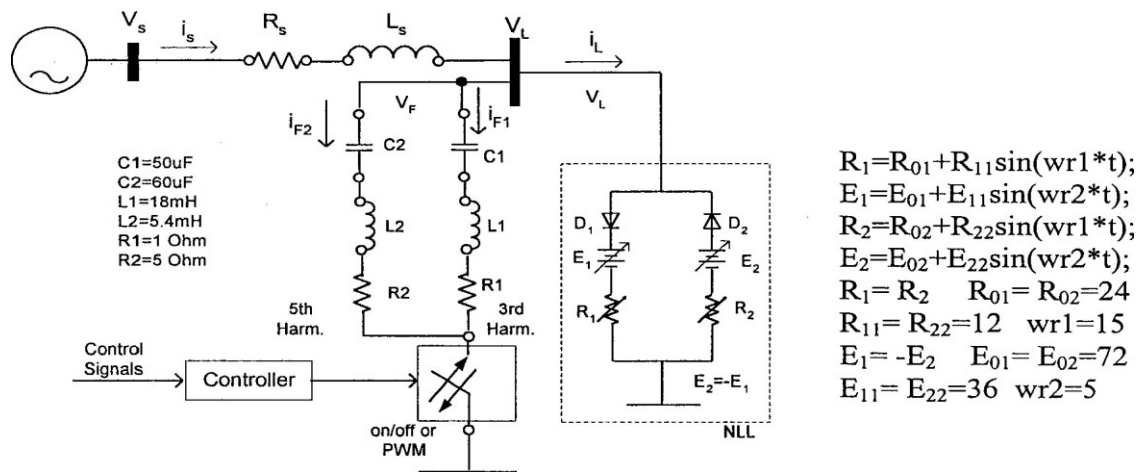 V_S
i_s
R_s
L_s
V_L
i_L
V_L
V_F
i_F2
i_F1
C2
C1
C1=50uF
C2=60uF
L1=18mH
L2=5.4mH
R1=1 Ohm
R2=5 Ohm
L2
L1
R2
R1
5th
Harm.
3rd
Harm.
Control
Signals
Controller
on/off or
PWM
D_1
D_2
E_1
E_2
R_1
R_2
E_2=-E_1
NLL
R_1=R_01+R_11sin(wr1*t);
E_1=E_01+E_11sin(wr2*t);
R_2=R_02+R_22sin(wr1*t);
E_2=E_02+E_22sin(wr2*t);
R_1= R_2 R_01= R_02=24
R_11= R_22=12 wr1=15
E_1= -E_2 E_01= E_02=72
E_11= E_22=36 wr2=5